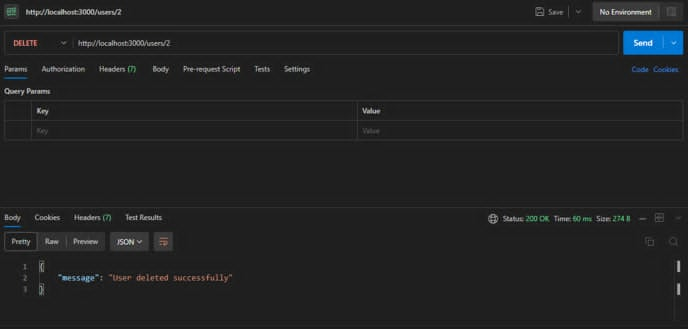 http://localhost:3000/users/2 Save No Environment
DELETE http://localhost:3000/users/2 Send
Params Authorization Headers (7) Body Pre-request Script Tests Settings Code Cookies
Query Params
Key Value
Key Value
Body Cookies Headers (7) Test Results Status: 200 OK Time: 60 ms Size: 274 B
Pretty Raw Preview JSON
1 {
2 "message": "User deleted successfully"
3 }